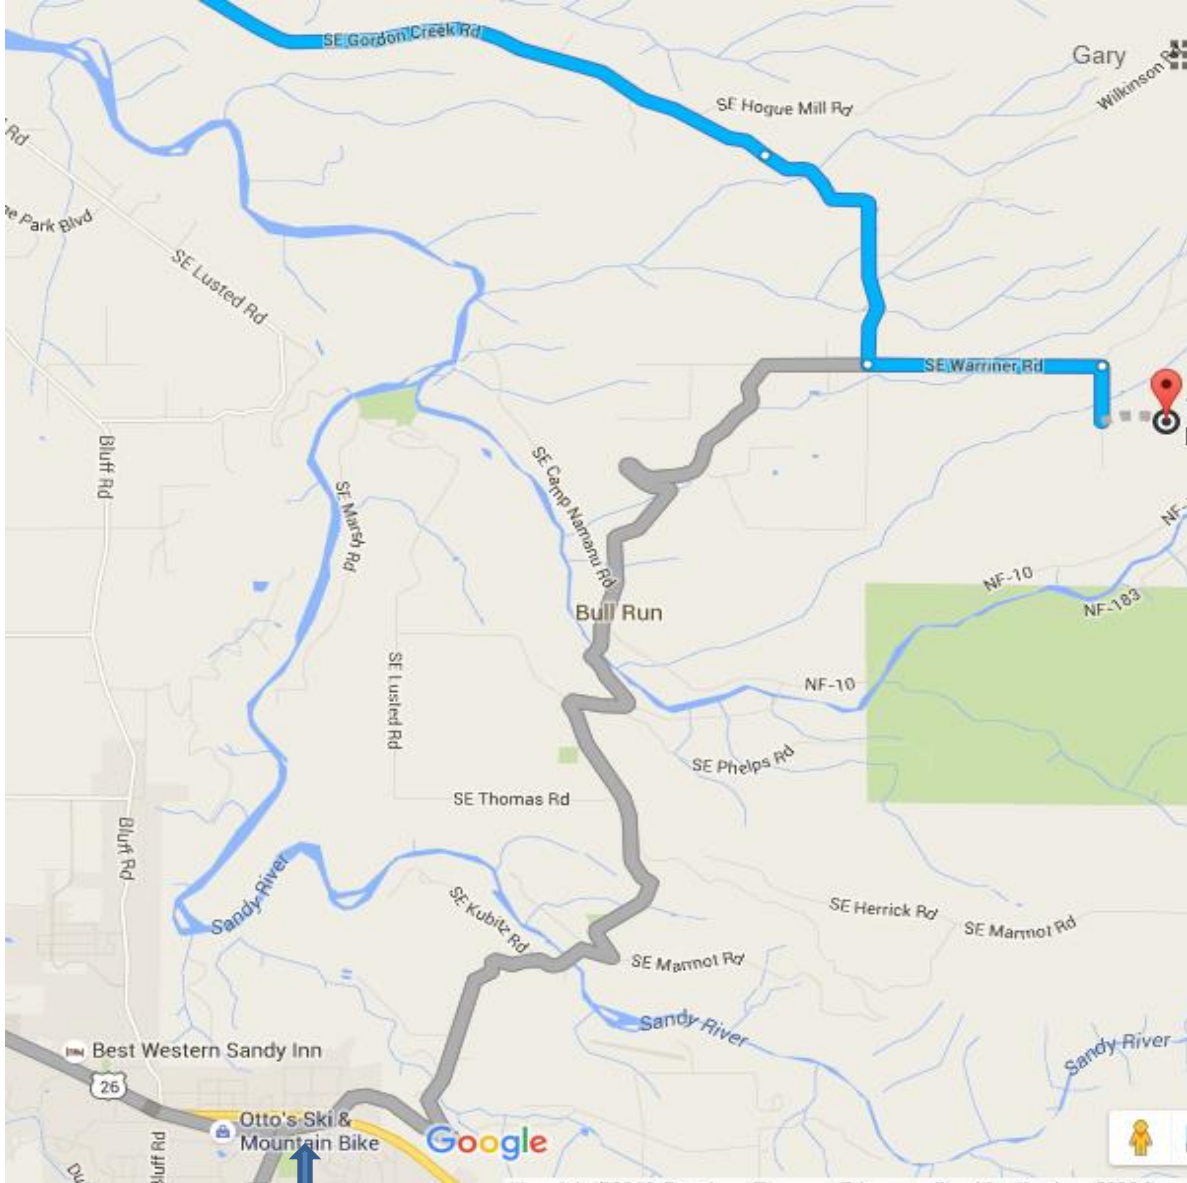 SE Gordon Creek Rd
Gary
Wilkinson
SE Hogue Mill Rd
Rd
Park Blvd
SE Lusted Rd
SE Warriner Rd
Bluff Rd
SE Camp Namanu Rd
SE Marsh Rd
NF-
NF-10
NF-183
Bull Run
SE Lusted Rd
NF-10
SE Phelps Rd
SE Thomas Rd
Bluff Rd
Sandy River
SE Kubitz Rd
SE Herrick Rd
SE Marmot Rd
SE Marmot Rd
Sandy River
Sandy River
Best Western Sandy Inn
26
Otto's Ski &
Mountain Bike
Google
Bluff Rd